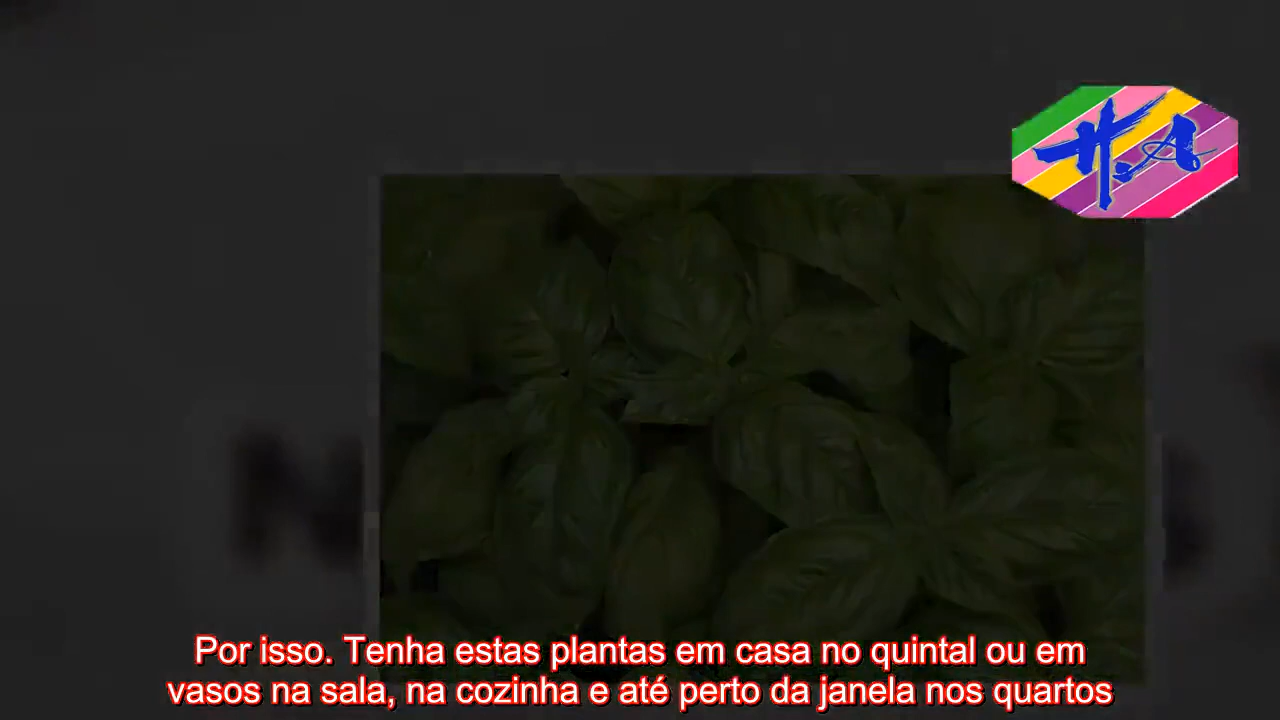 H.A
Por isso. Tenha estas plantas em casa no quintal ou em
vasos na sala, na cozinha e até perto da janela nos quartos